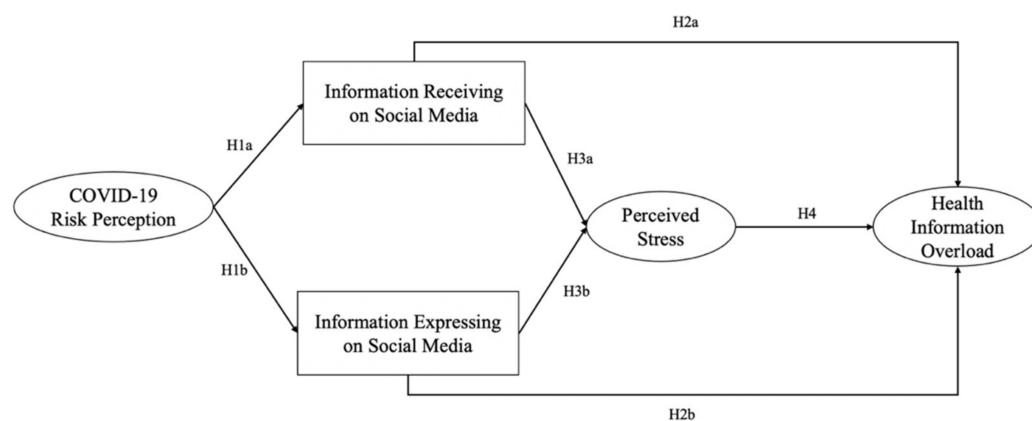 H2a
Information Receiving
on Social Media
H1a
H3a
COVID-19
Risk Perception
Perceived
Stress
H4
Health
Information
Overload
H1b
H3b
Information Expressing
on Social Media
H2b